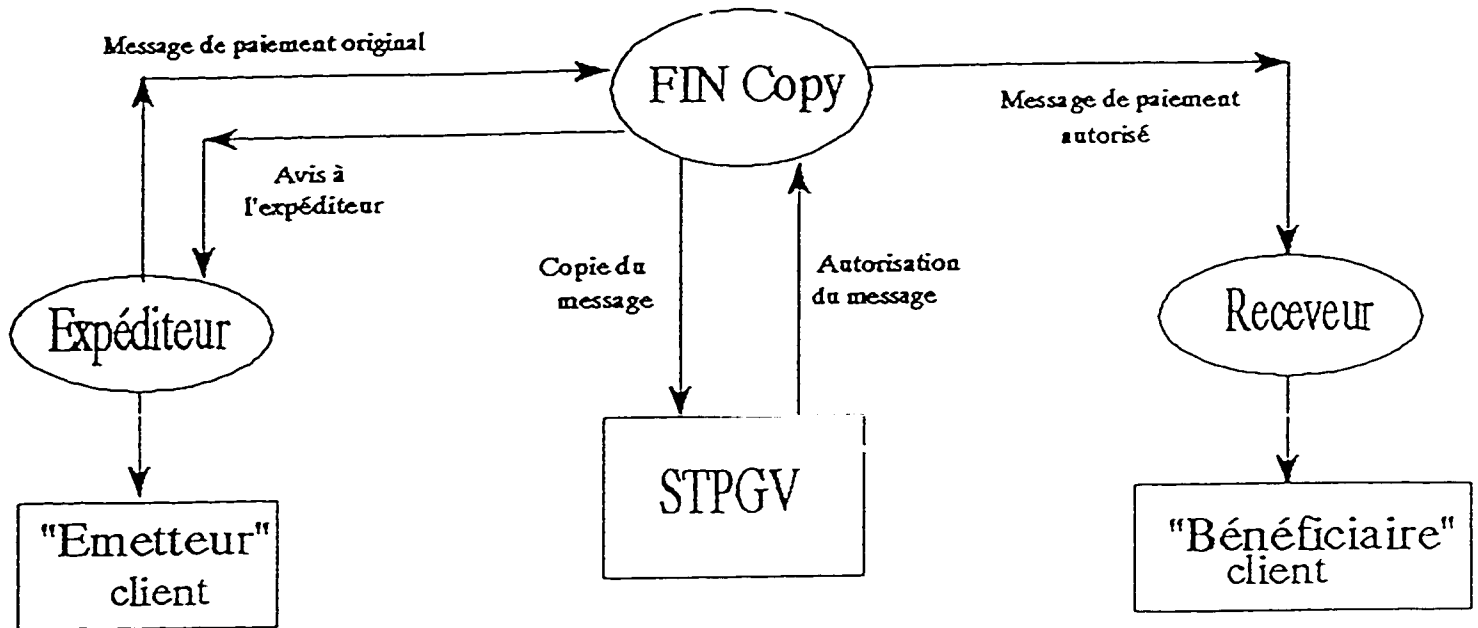 Message de paiement original
FIN Copy
Message de paiement
autorisé
Avis à
l'expéditeur
Copie du
message
Autorisation
du message
Expéditeur
Receveur
STPGV
"Emetteur"
client
"Bénéficiaire"
client